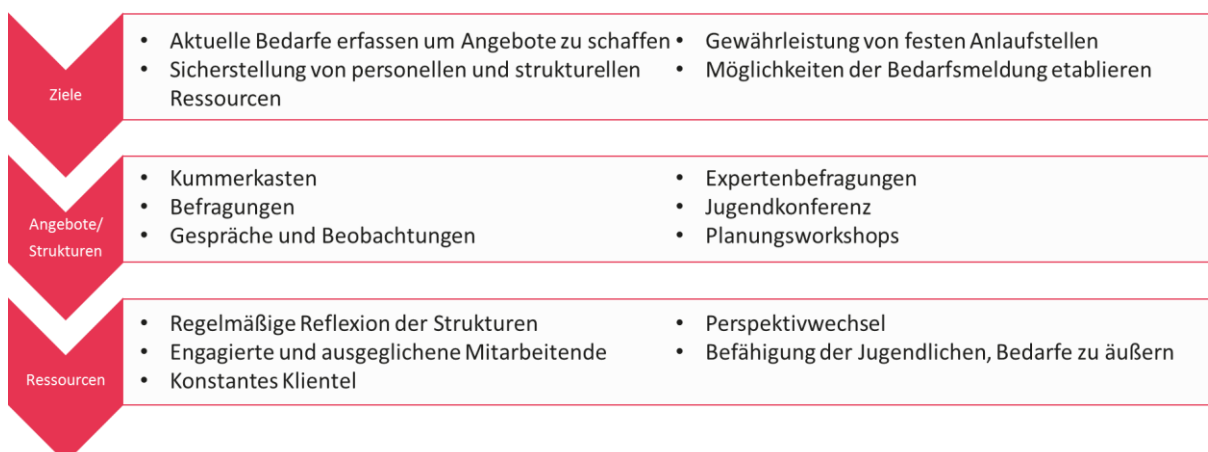 Ziele
• Aktuelle Bedarfe erfassen um Angebote zu schaffen
• Sicherstellung von personellen und strukturellen
Ressourcen
• Gewährleistung von festen Anlaufstellen
• Möglichkeiten der Bedarfsmeldung etablieren
Angebote/
Strukturen
• Kummerkasten
• Befragungen
• Gespräche und Beobachtungen
• Expertenbefragungen
• Jugendkonferenz
• Planungsworkshops
Ressourcen
• Regelmäßige Reflexion der Strukturen
• Engagierte und ausgeglichene Mitarbeitende
• Konstantes Klientel
• Perspektivwechsel
• Befähigung der Jugendlichen, Bedarfe zu äußern